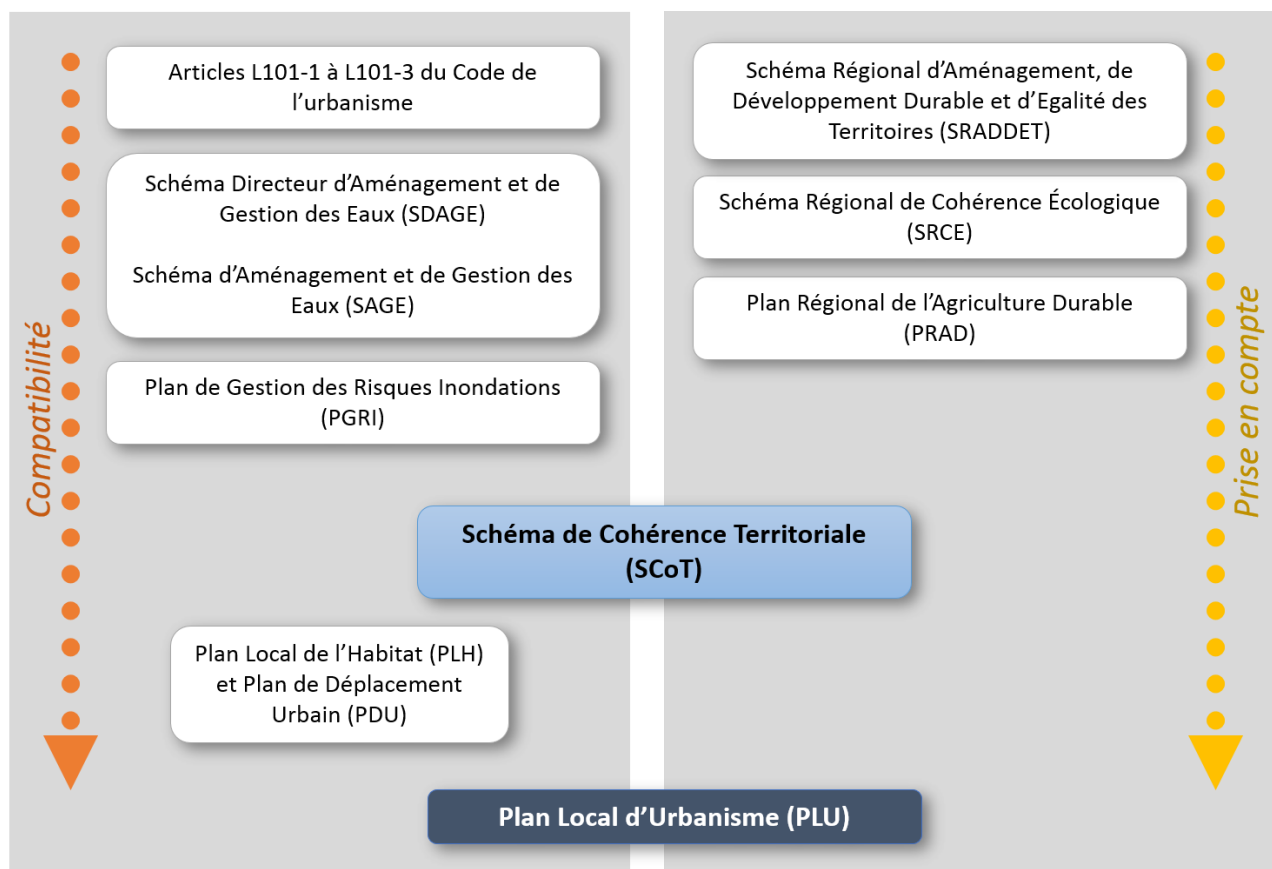 Compatibilité
Articles L101-1 à L101-3 du Code de
l’urbanisme
Schéma Directeur d’Aménagement et de
Gestion des Eaux (SDAGE)
Schéma d’Aménagement et de Gestion des
Eaux (SAGE)
Plan de Gestion des Risques Inondations
(PGRI)
Schéma Régional d’Aménagement, de
Développement Durable et d’Egalité des
Territoires (SRADDET)
Schéma Régional de Cohérence Écologique
(SRCE)
Plan Régional de l’Agriculture Durable
(PRAD)
Prise en compte
Schéma de Cohérence Territoriale
(SCoT)
Plan Local de l’Habitat (PLH)
et Plan de Déplacement
Urbain (PDU)
Plan Local d’Urbanisme (PLU)